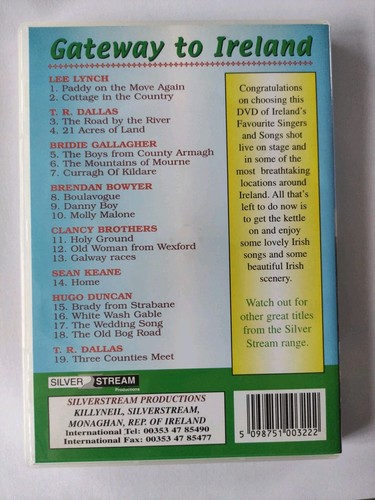 Gateway to Ireland
LEE LYNCH
1. Paddy on the Move Again
2. Cottage in the Country
T. R. DALLAS
3. The Road by the River
4. 21 Acres of Land
BRIDIE GALLAGHER
5. The Boys from County Armagh
6. The Mountains of Mourne
7. Curragh Of Kildare
BRENDAN BOWYER
8. Boulavogue
9. Danny Boy
10. Molly Malone
CLANCY BROTHERS
11. Holy Ground
12. Old Woman from Wexford
13. Galway races
SEAN KEANE
14. Home
HUGO DUNCAN
15. Brady from Strabane
16. White Wash Gable
17. The Wedding Song
18. The Old Bog Road
T. R. DALLAS
19. Three Counties Meet
Congratulations
on choosing this
DVD of Ireland's
Favourite Singers
and Songs shot
live on stage and
in some of the
most breathtaking
locations around
Ireland. All that's
left to do now is
to get the kettle
on and enjoy
some lovely Irish
songs and some
beautiful Irish
scenery.
Watch out for
other great titles
from the Silver
Stream range.
SILVER STREAM
Productions
SILVERSTREAM PRODUCTIONS
KILLYNEIL, SILVERSTREAM,
MONAGHAN, REP. OF IRELAND
International Tel: 00353 47 85490
International Fax: 00353 47 85477
5 098751 003222